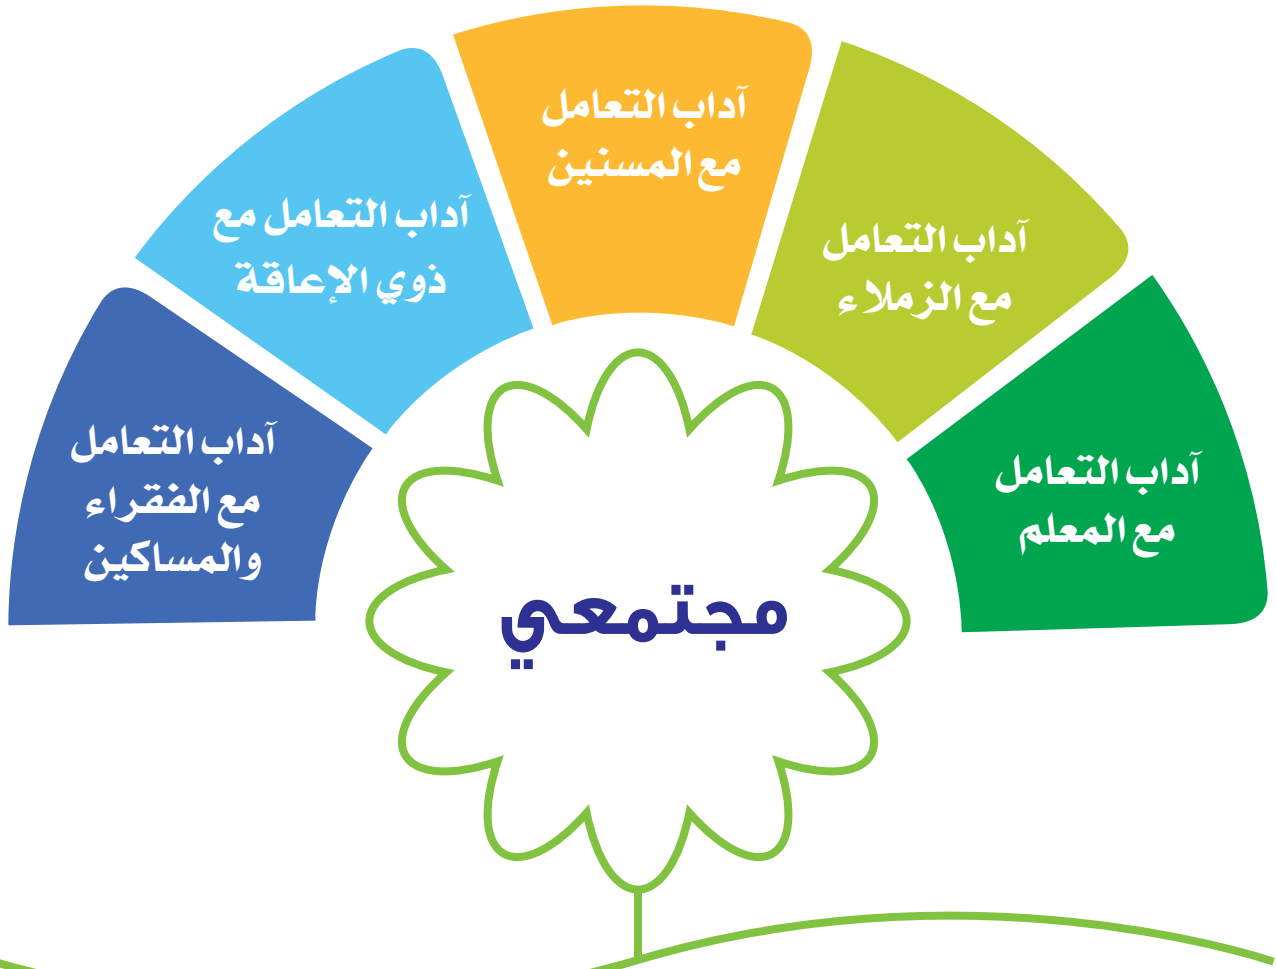 آداب التعامل
مع المعلم
آداب التعامل
مع الزملاء
آداب التعامل
مع المسنين
آداب التعامل مع
ذوي الإعاقة
آداب التعامل
مع الفقراء
والمساكين
مجتمعي